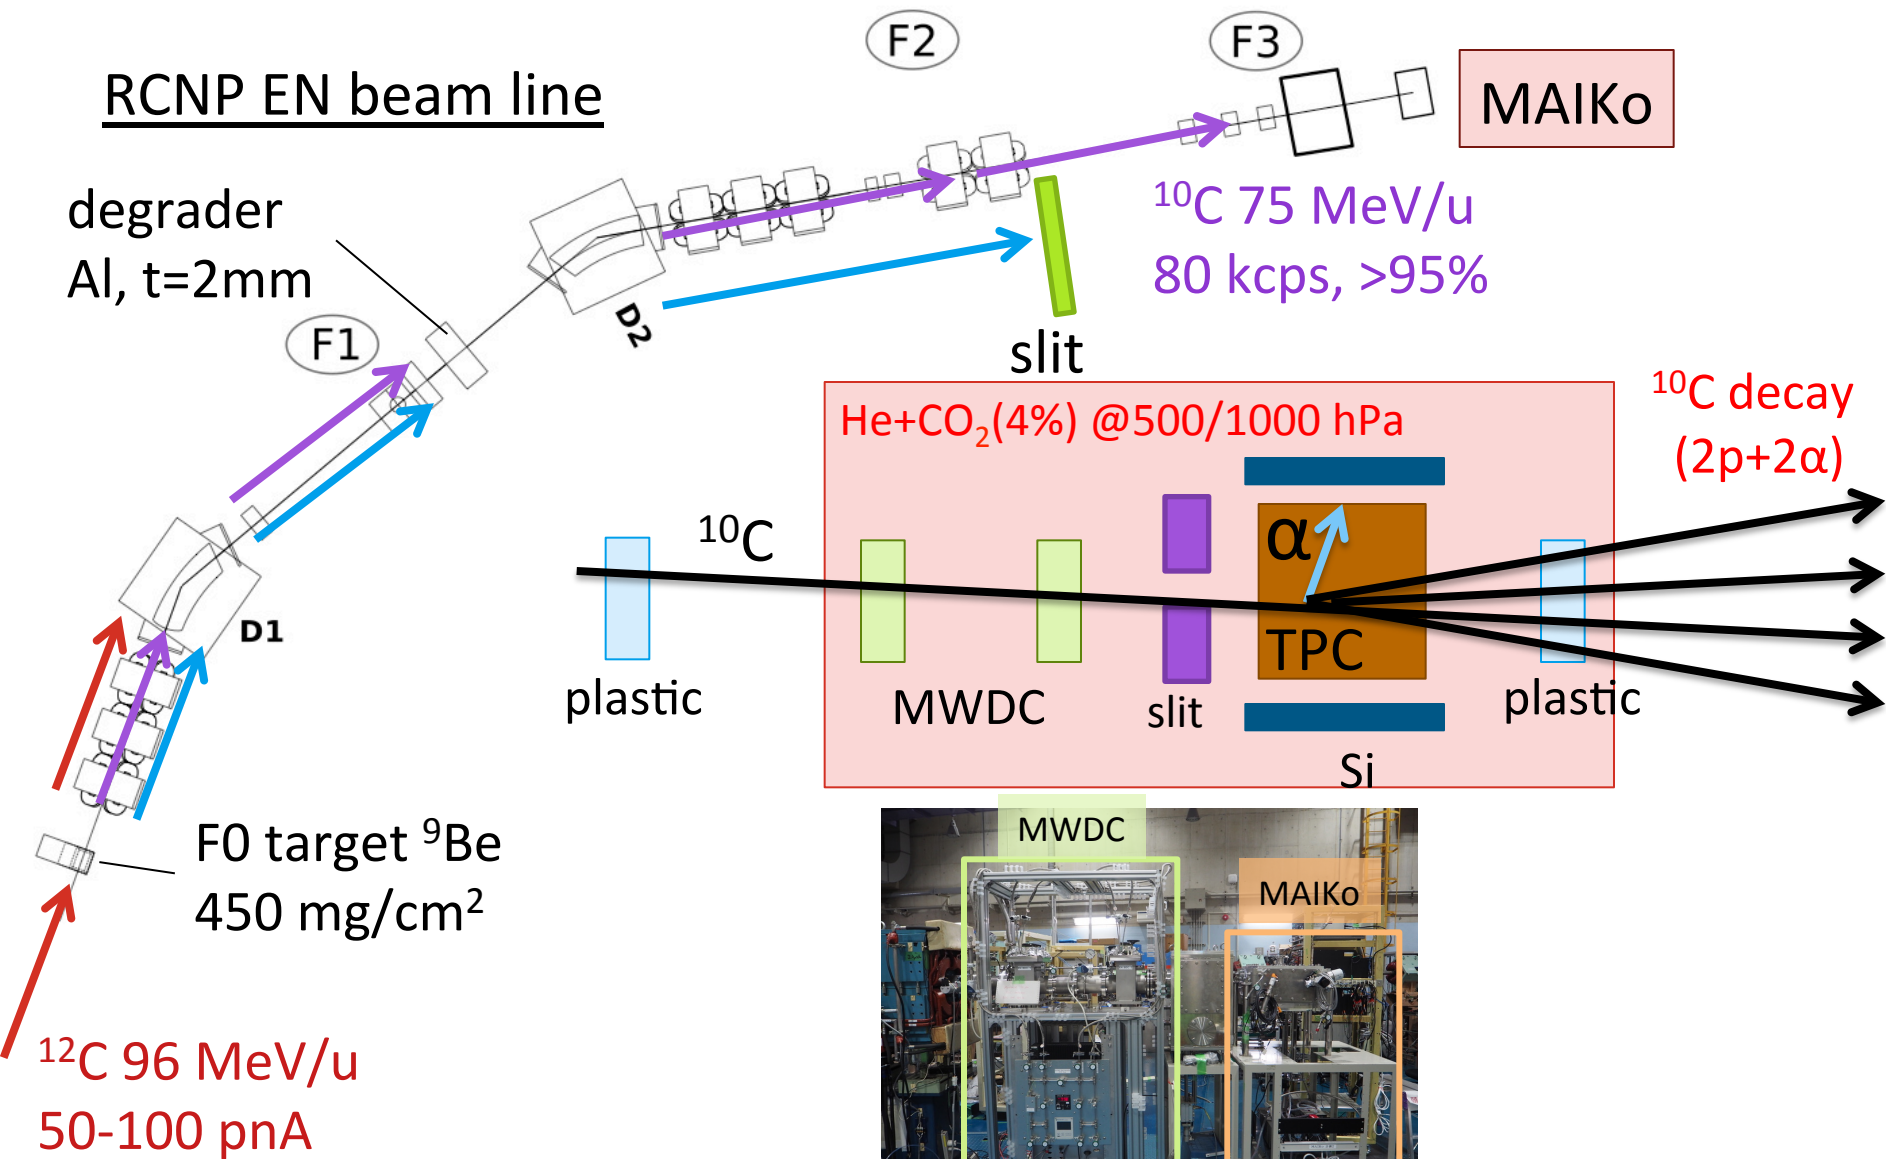 RCNP EN beam line
F2
F3
MAIKo
degrader
Al, t=2mm
F1
D2
¹⁰C 75 MeV/u
80 kcps, >95%
slit
D1
He+CO₂(4%) @500/1000 hPa
¹⁰C decay
(2p+2α)
¹⁰C
α
TPC
plastic
MWDC
slit
plastic
Si
F0 target ⁹Be
450 mg/cm²
MWDC
MAIKo
¹²C 96 MeV/u
50-100 pnA